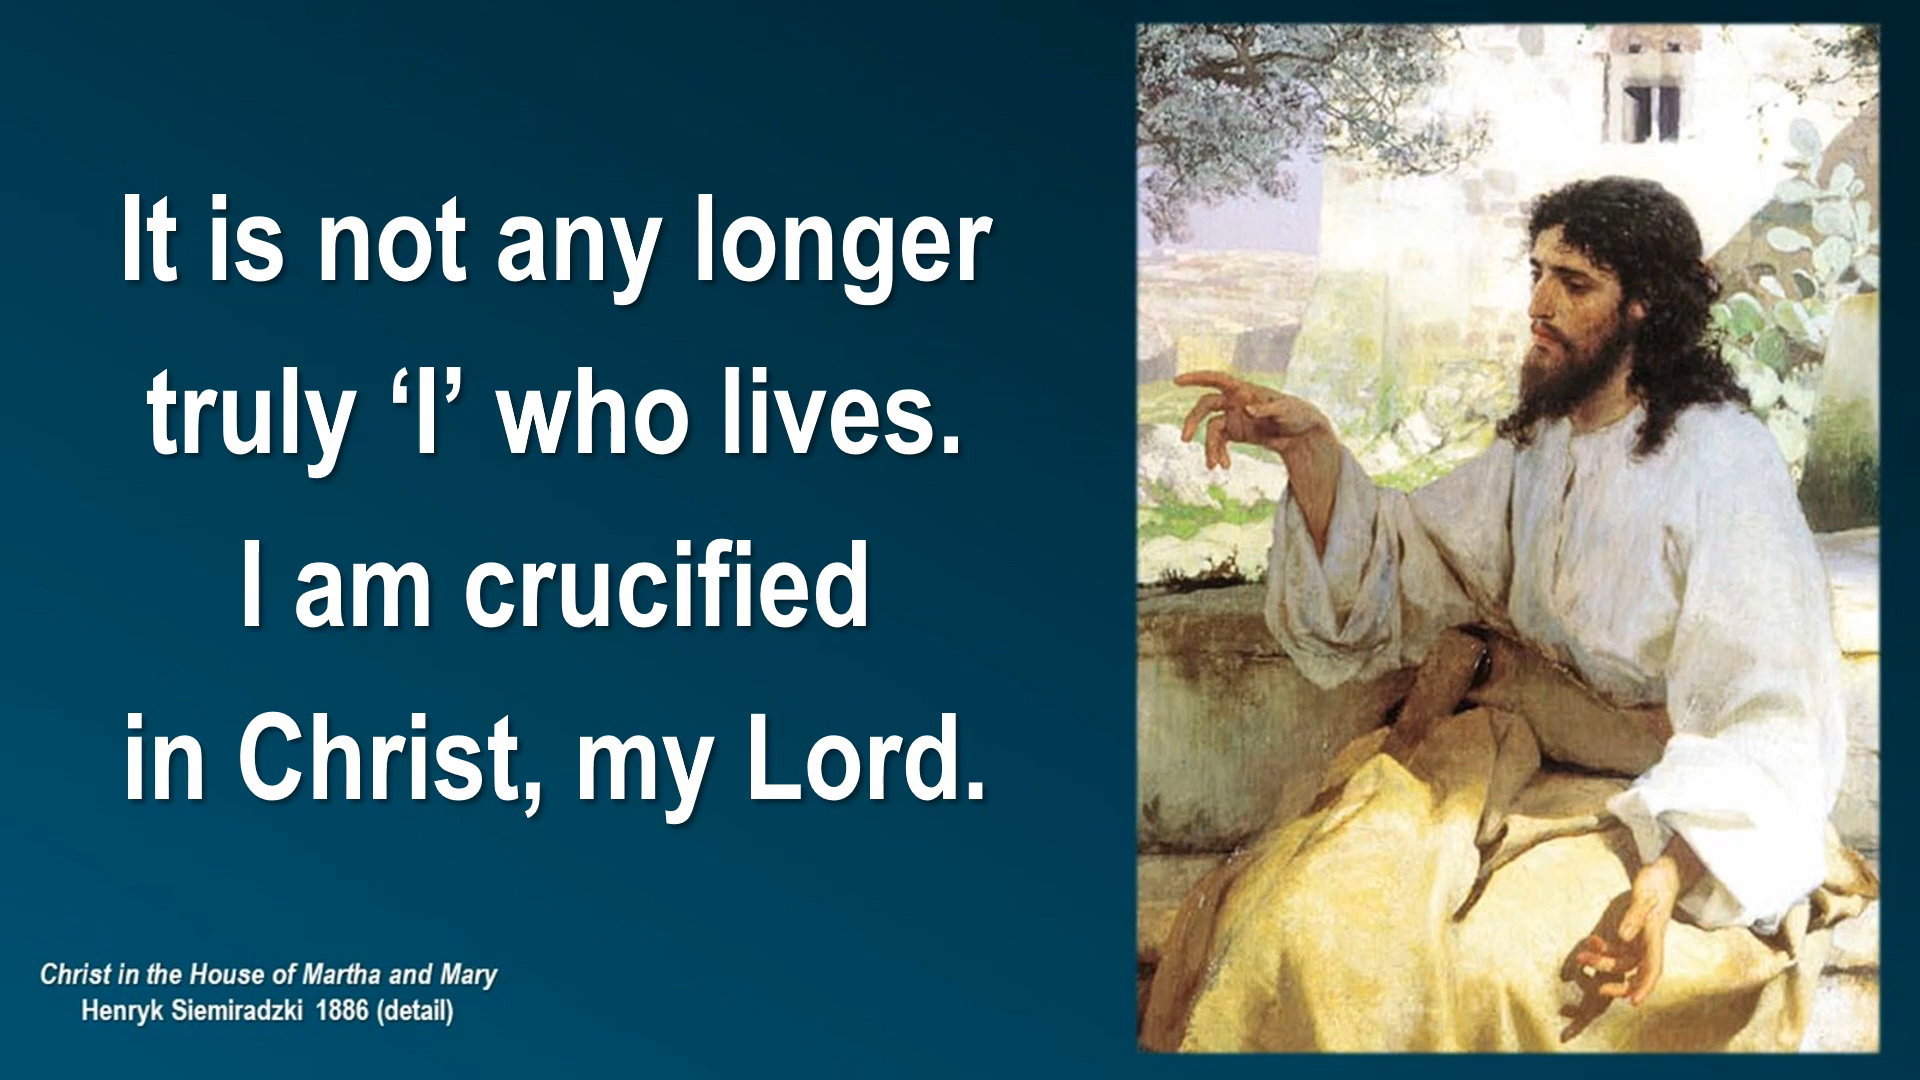 It is not any longer
truly ‘I’ who lives.
I am crucified
in Christ, my Lord.
Christ in the House of Martha and Mary
Henryk Siemiradzki 1886 (detail)